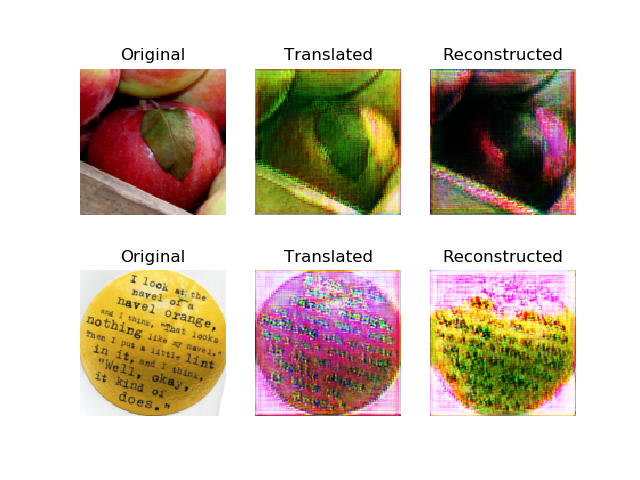 Original
Translated
Reconstructed
Original
Translated
Reconstructed
I look at the
navel of a
navel orange,
and I think, "That looks
nothing like my navel."
Then I put a little lint
in it, and I think,
"Well, okay,
it kind of
does."